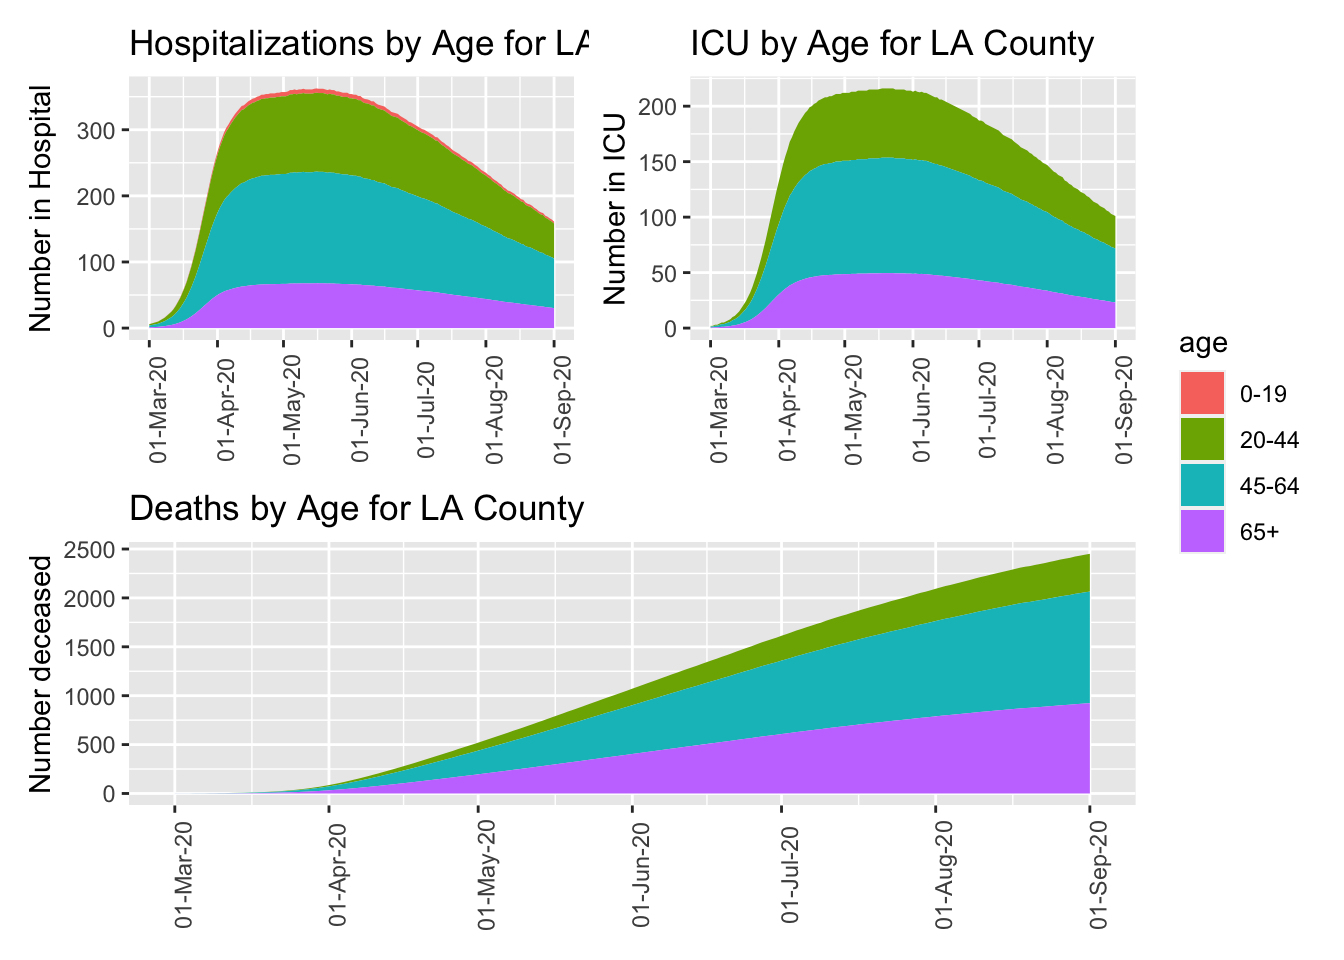 Hospitalizations by Age for LA
Number in Hospital
300
200
100
0
01-Mar-20
01-Apr-20
01-May-20
01-Jun-20
01-Jul-20
01-Aug-20
01-Sep-20
ICU by Age for LA County
Number in ICU
200
150
100
50
0
01-Mar-20
01-Apr-20
01-May-20
01-Jun-20
01-Jul-20
01-Aug-20
01-Sep-20
age
0-19
20-44
45-64
65+
Deaths by Age for LA County
Number deceased
2500
2000
1500
1000
500
0
01-Mar-20
01-Apr-20
01-May-20
01-Jun-20
01-Jul-20
01-Aug-20
01-Sep-20